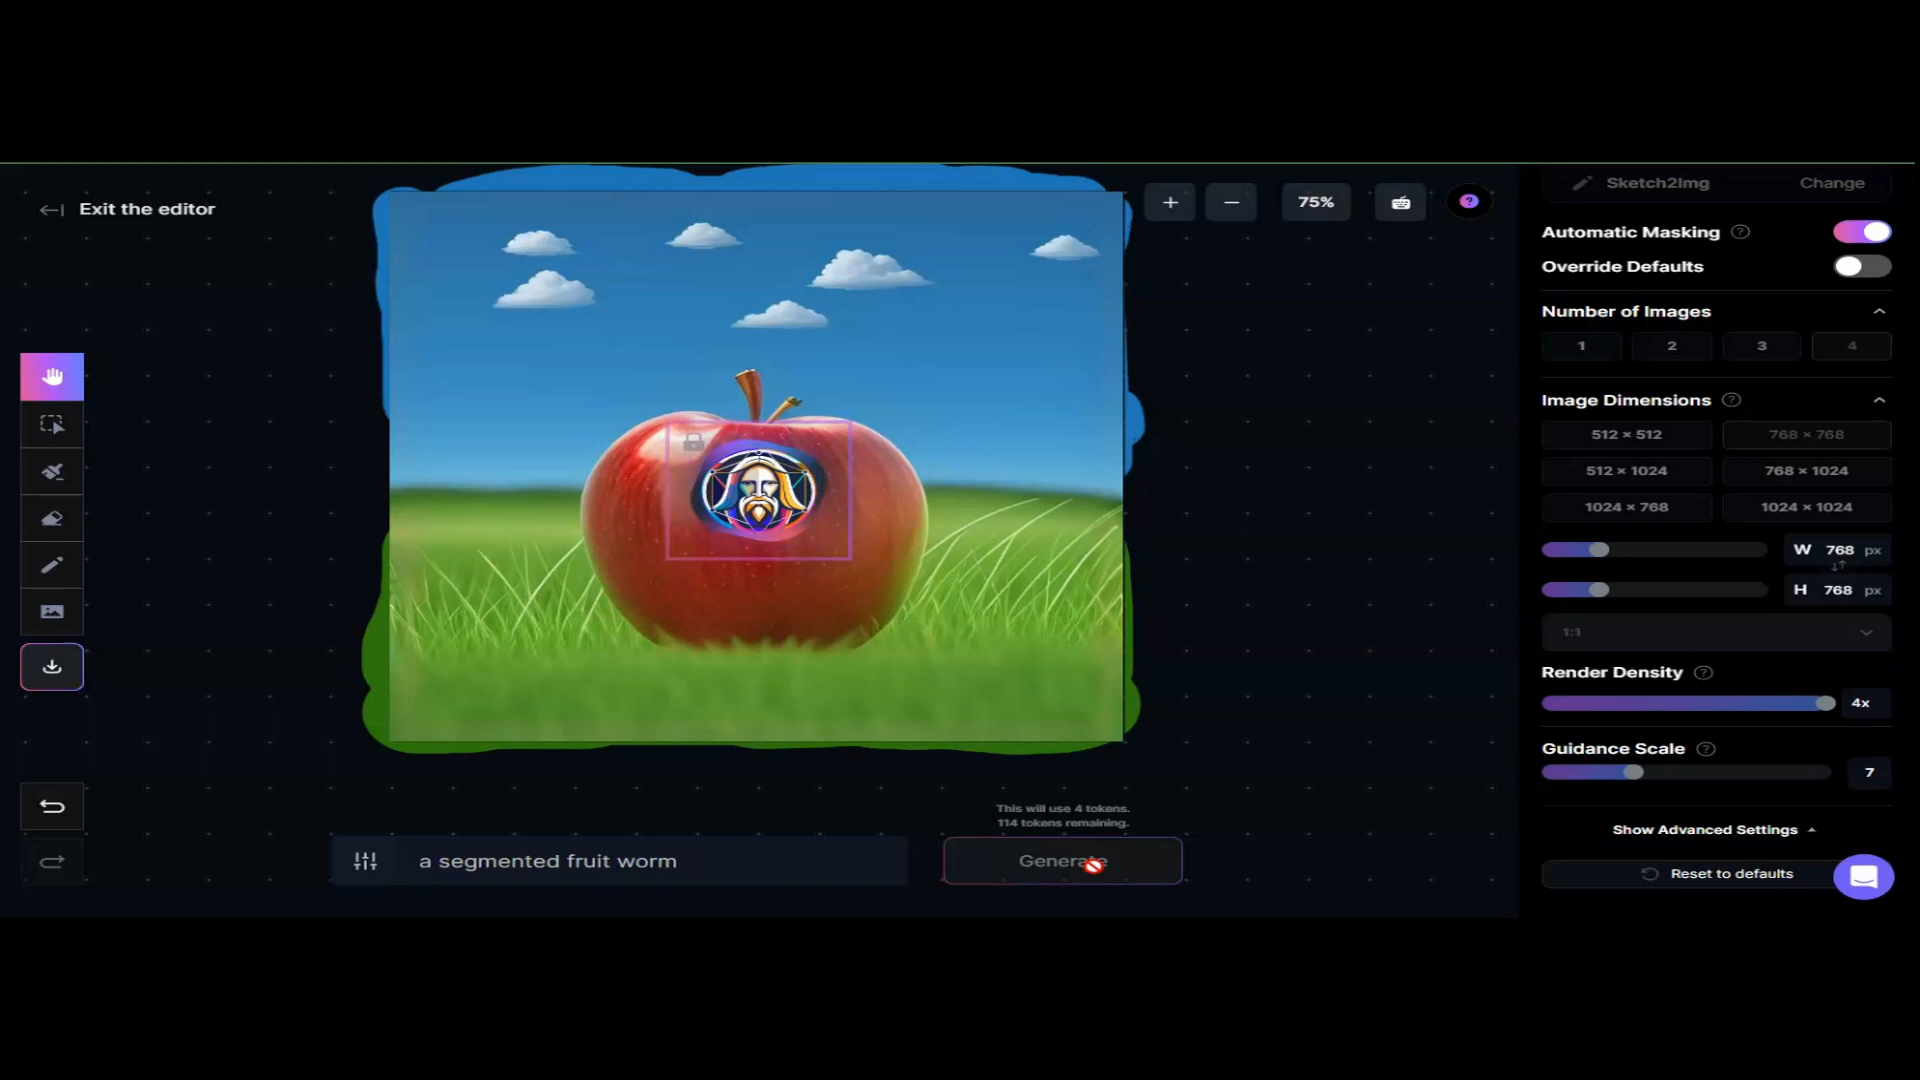 Exit the editor
75%
?
Sketch2Img
Change
Automatic Masking ?
Override Defaults
Number of Images
1 2 3 4
Image Dimensions ?
512 × 512 768 × 768
512 × 1024 768 × 1024
1024 × 768 1024 × 1024
W 768 px
H 768 px
1:1
Render Density ?
4x
Guidance Scale ?
7
Show Advanced Settings
Reset to defaults
This will use 4 tokens.
114 tokens remaining.
a segmented fruit worm
Generate